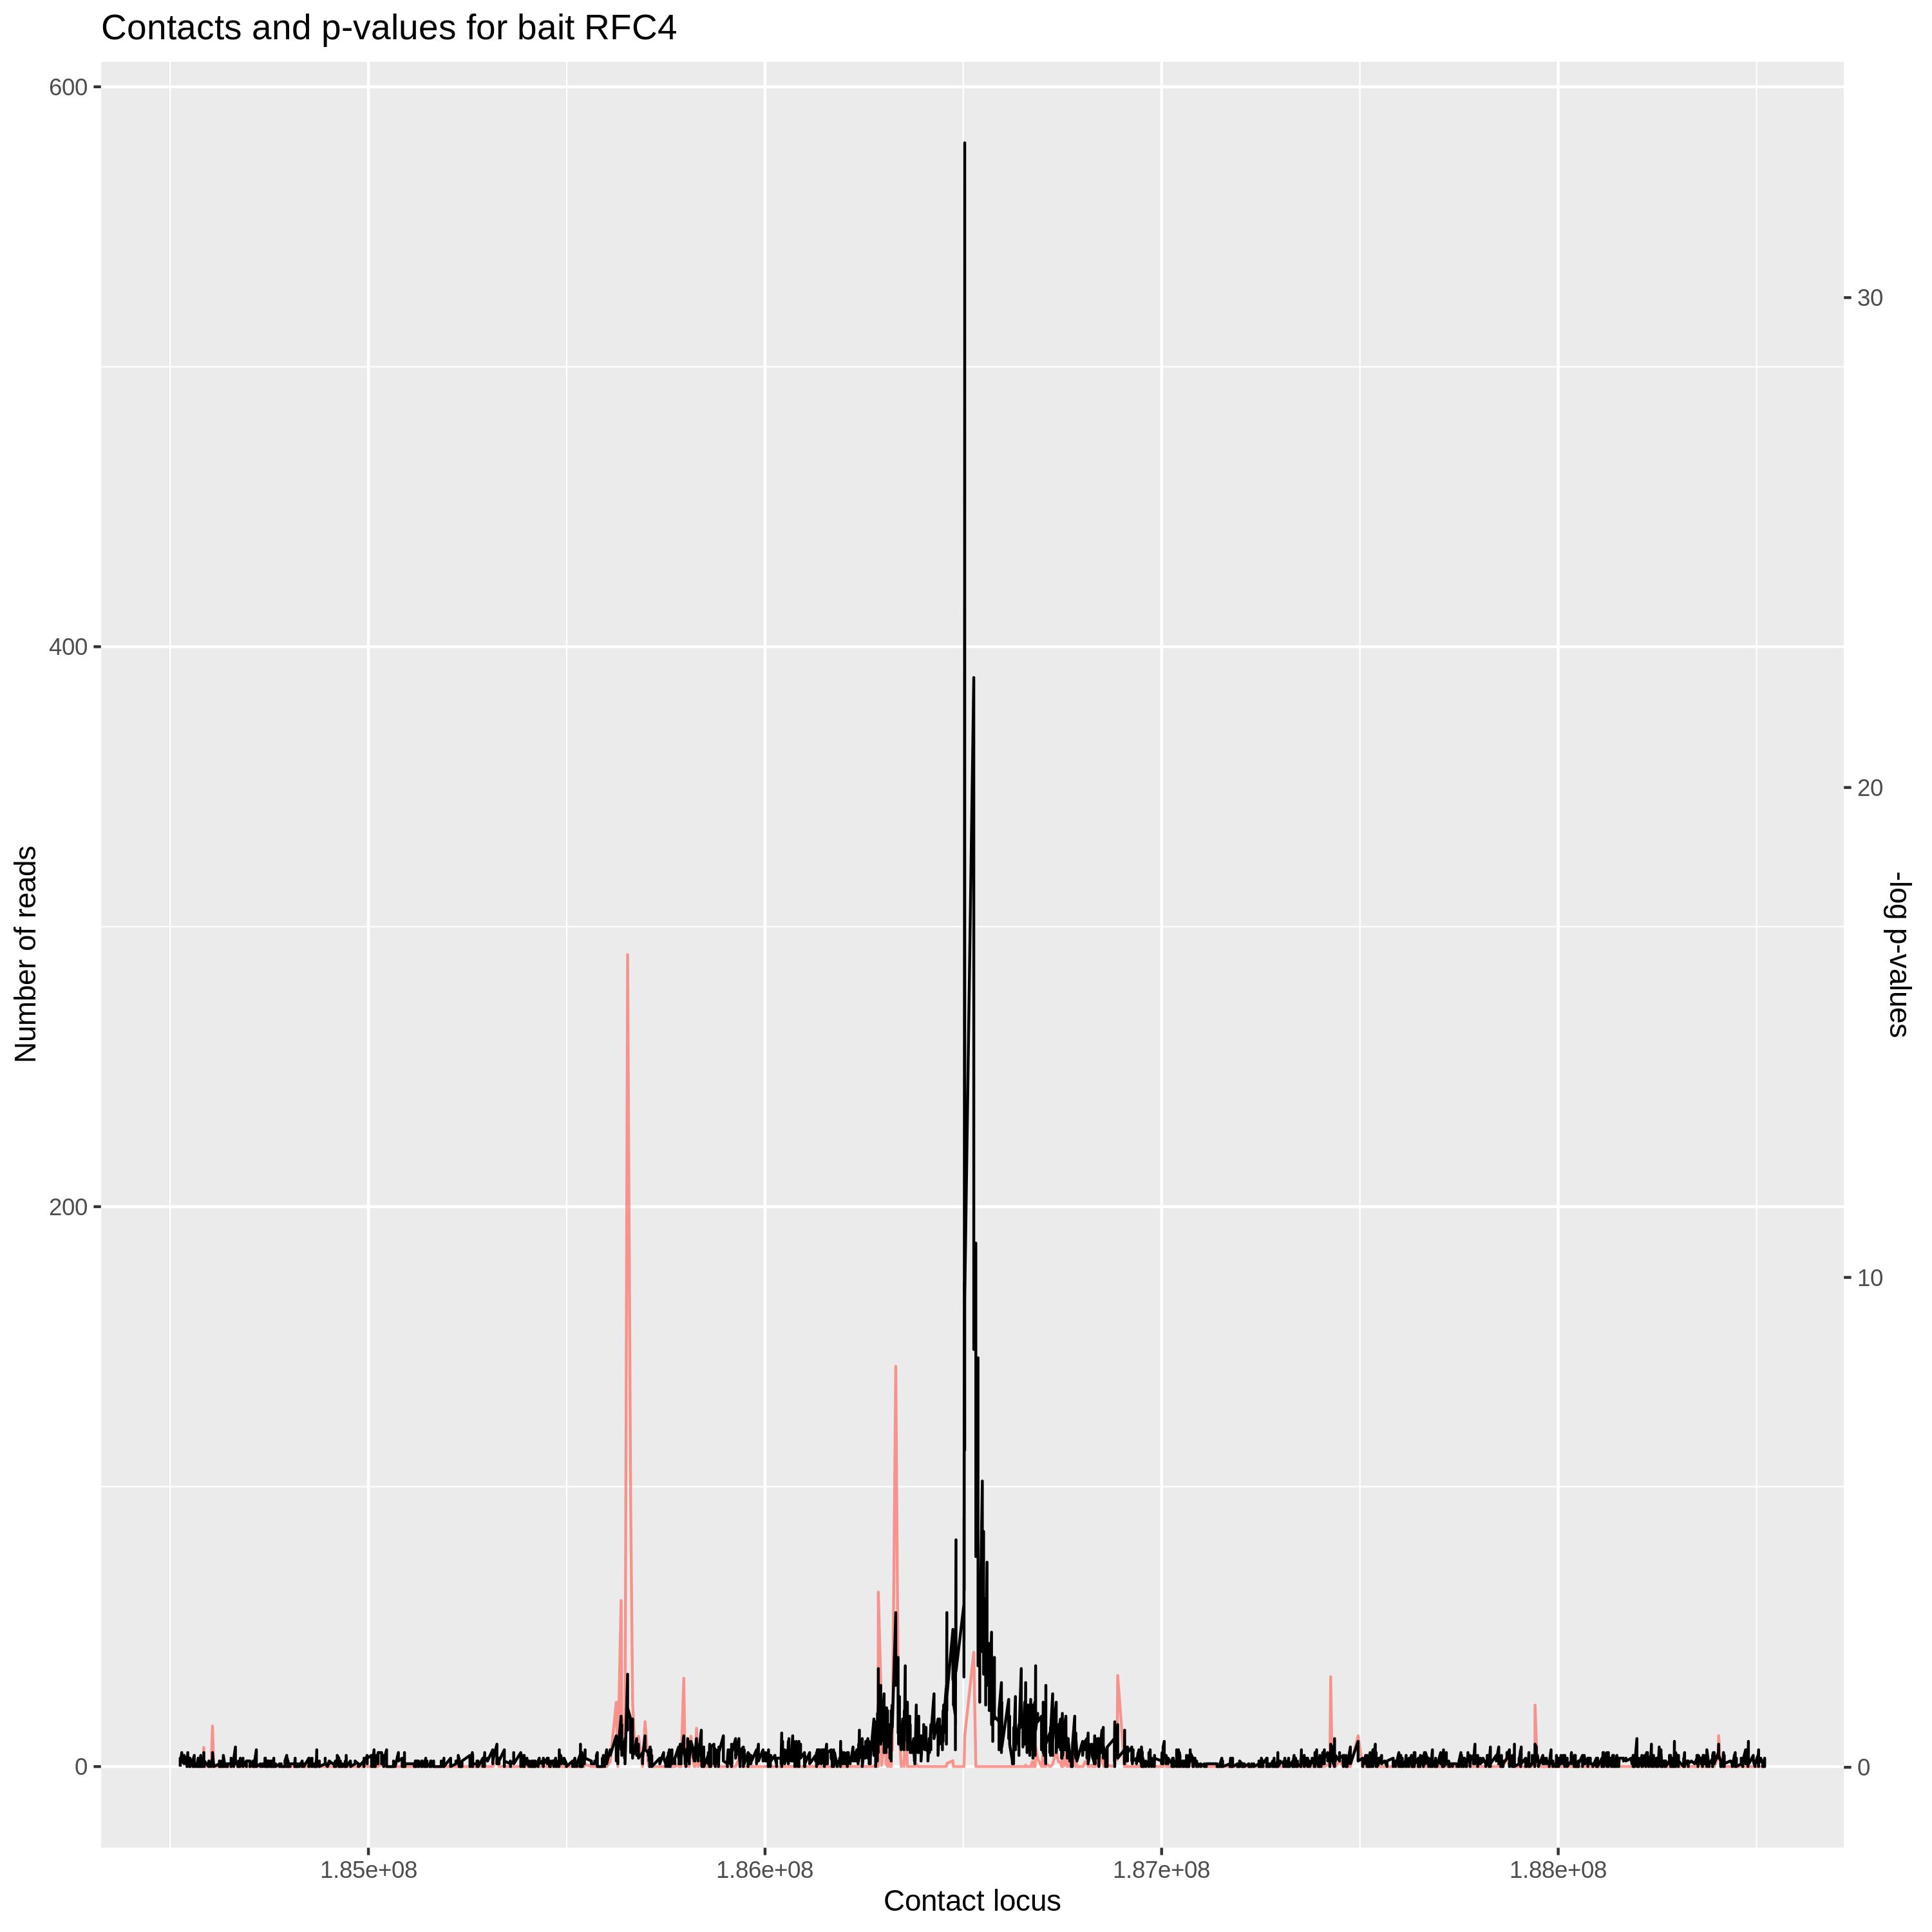 Contacts and p-values for bait RFC4
600
400
200
0
Number of reads
30
20
10
0
-log p-values
1.85e+08 1.86e+08 1.87e+08 1.88e+08
Contact locus